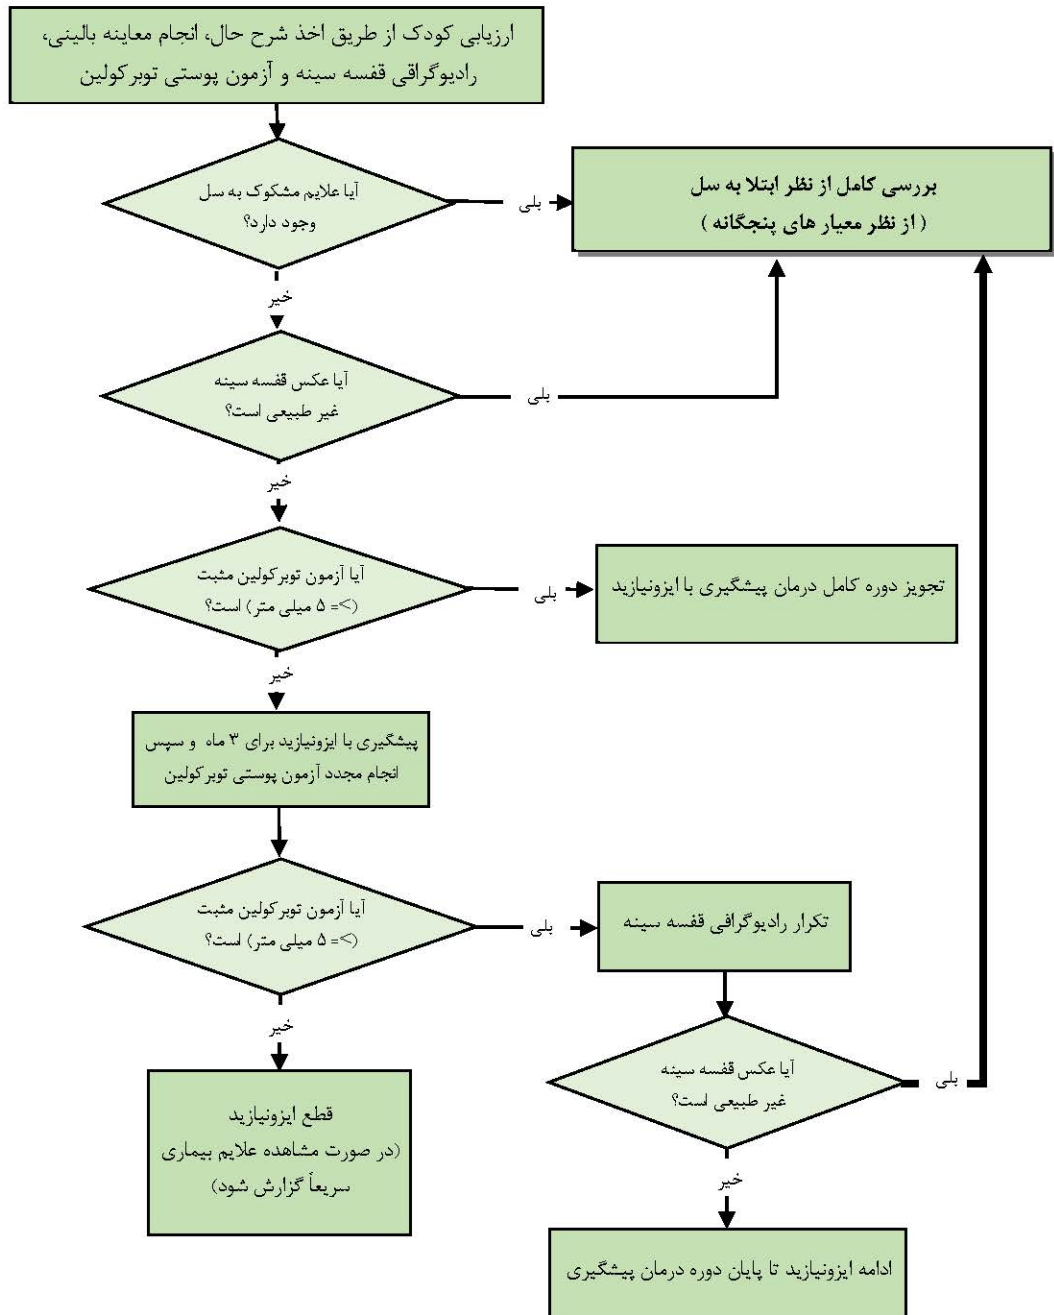 ارزیابی کودک از طریق اخذ شرح حال، انجام معاینه بالینی،
رادیوگراقی قفسه سینه و آزمون پوستی توبرکولین
آیا علایم مشکوک به سل
وجود دارد؟
بلی
بررسی کامل از نظر ابتلا به سل
( از نظر معیار های پنجگانه )
خیر
آیا عکس قفسه سینه
غیر طبیعی است؟
بلی
خیر
آیا آزمون توبرکولین مثبت
(>= ۵ میلی متر) است؟
بلی
تجویز دوره کامل درمان پیشگیری با ایزونیازید
خیر
پیشگیری با ایزونیازید برای ۳ ماه و سپس
انجام مجدد آزمون پوستی توبرکولین
آیا آزمون توبرکولین مثبت
(>= ۵ میلی متر) است؟
بلی
تکرار رادیوگرافی قفسه سینه
خیر
قطع ایزونیازید
(در صورت مشاهده علایم بیماری
سریعاً گزارش شود)
آیا عکس قفسه سینه
غیر طبیعی است؟
بلی
خیر
ادامه ایزونیازید تا پایان دوره درمان پیشگیری